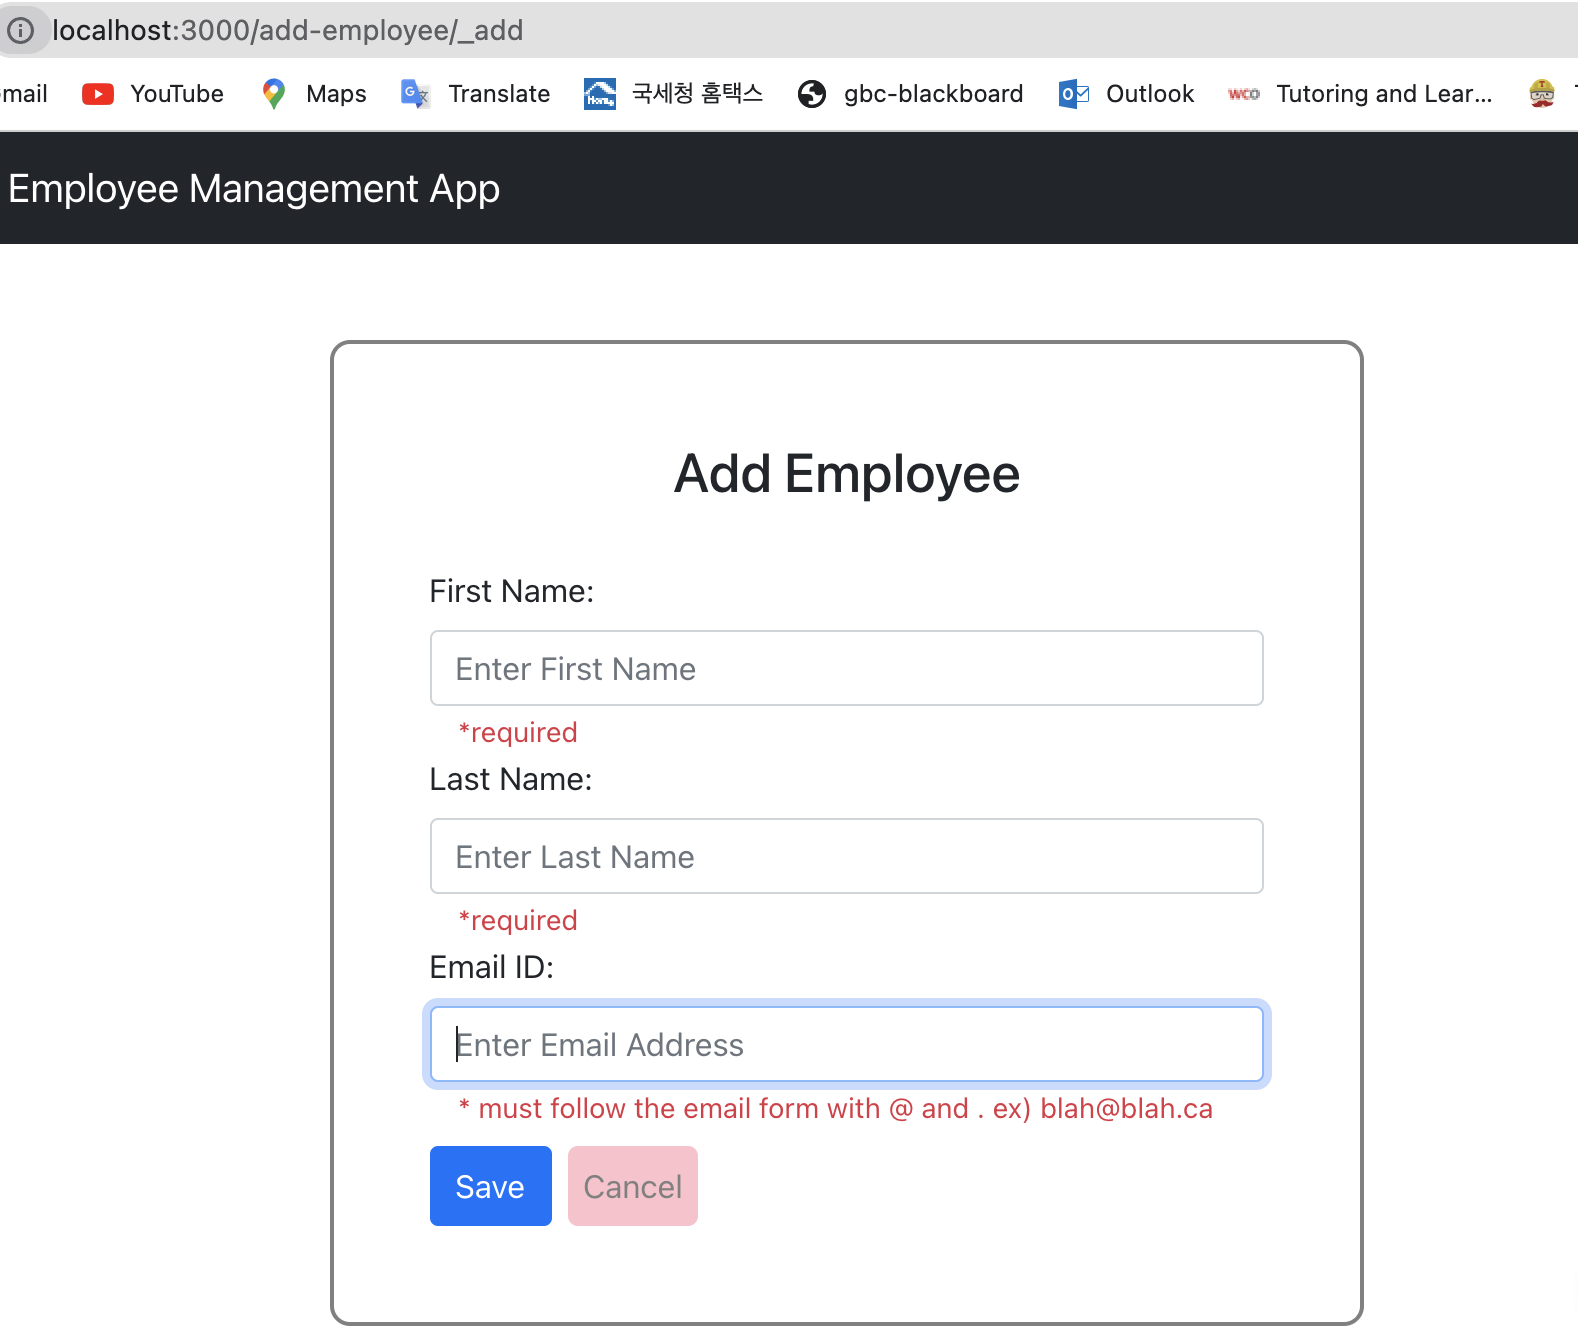 localhost:3000/add-employee/_add
mail YouTube Maps Translate 국세청 홈택스 gbc-blackboard Outlook Tutoring and Lear...
Employee Management App
Add Employee
First Name:
Enter First Name
*required
Last Name:
Enter Last Name
*required
Email ID:
Enter Email Address
* must follow the email form with @ and . ex) blah@blah.ca
Save Cancel